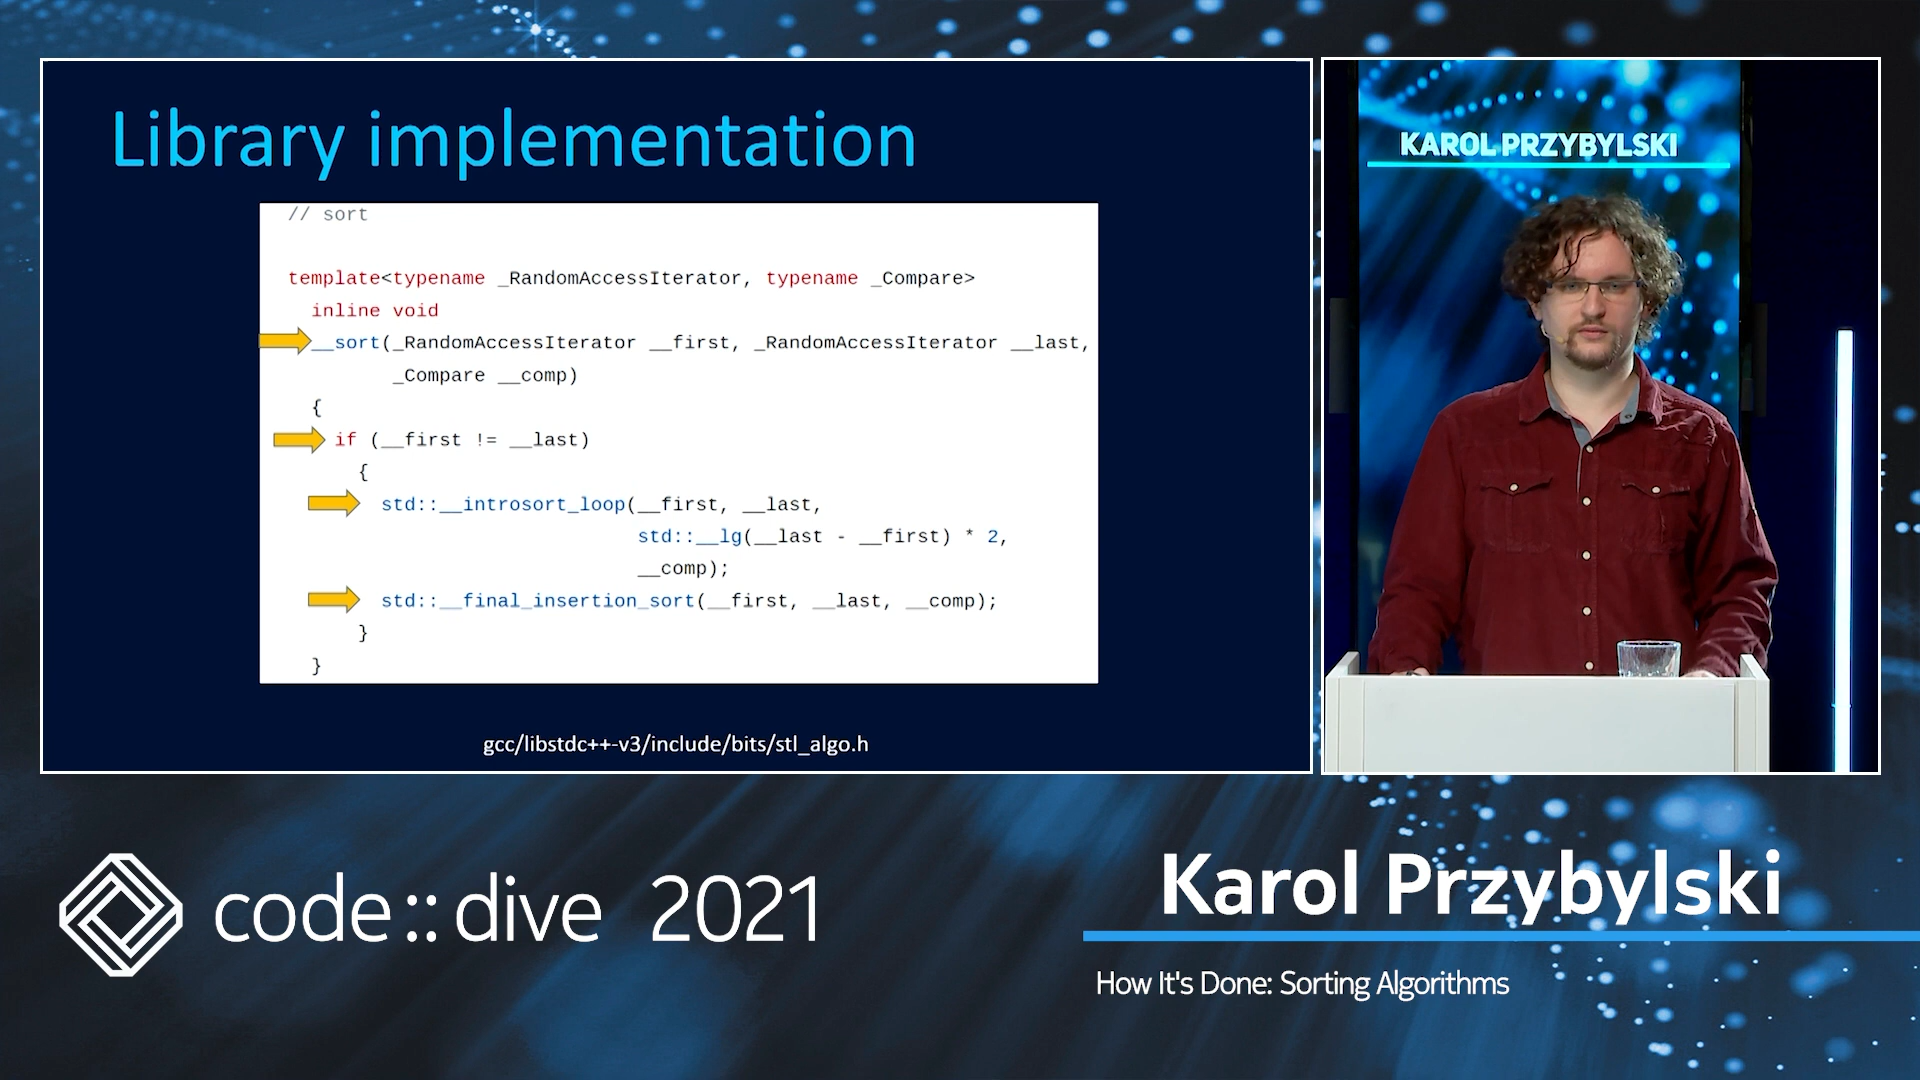 Library implementation
// sort
template<typename _RandomAccessIterator, typename _Compare>
inline void
__sort(_RandomAccessIterator __first, _RandomAccessIterator __last,
_Compare __comp)
{
if (__first != __last)
{
std::__introsort_loop(__first, __last,
std::__lg(__last - __first) * 2,
__comp);
std::__final_insertion_sort(__first, __last, __comp);
}
}
gcc/libstdc++-v3/include/bits/stl_algo.h
KAROL PRZYBYLSKI
code::dive 2021
Karol Przybylski
How It's Done: Sorting Algorithms